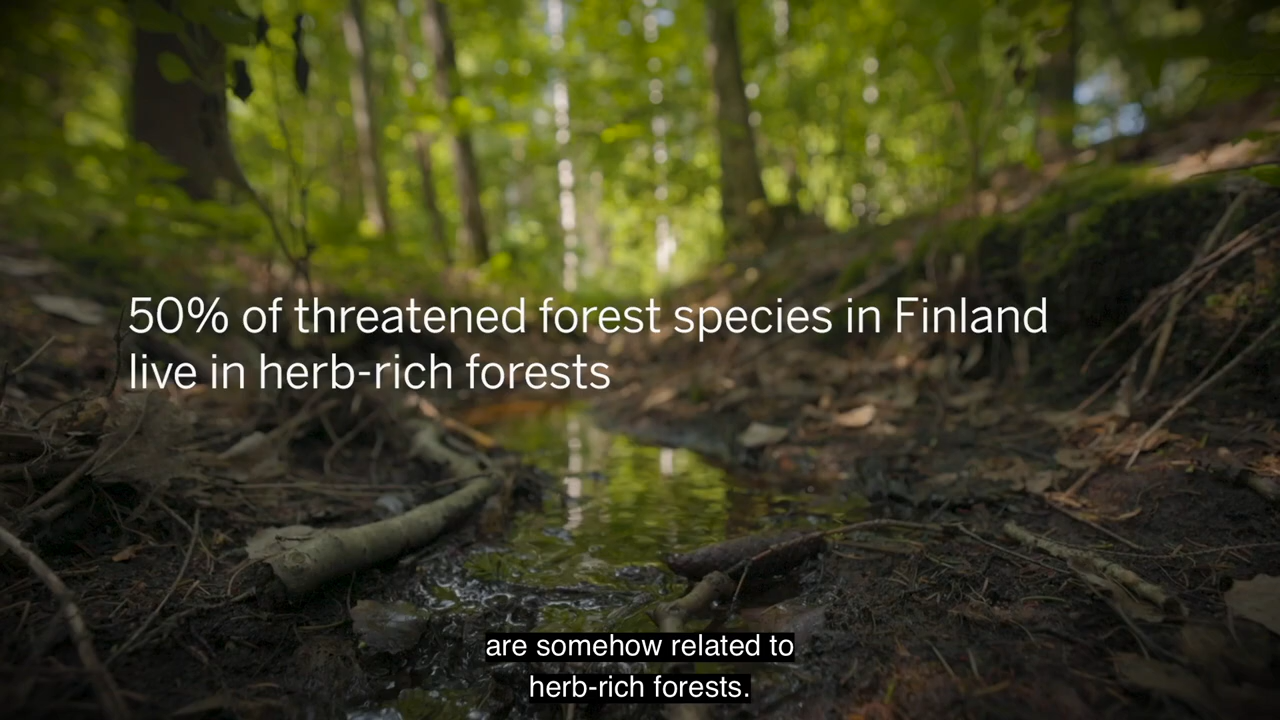 50% of threatened forest species in Finland
live in herb-rich forests
are somehow related to
herb-rich forests.